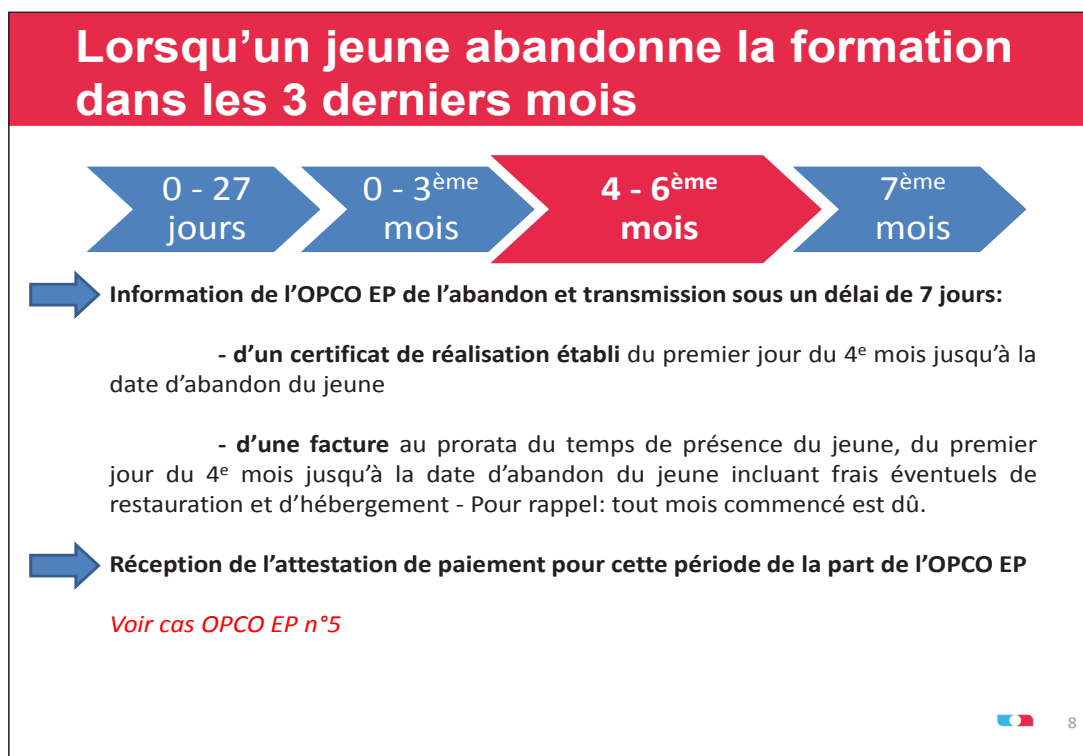 Lorsqu’un jeune abandonne la formation
dans les 3 derniers mois
0 - 27
jours
0 - 3ème
mois
4 - 6ème
mois
7ème
mois
Information de l’OPCO EP de l’abandon et transmission sous un délai de 7 jours:
- d’un certificat de réalisation établi du premier jour du 4e mois jusqu’à la
date d’abandon du jeune
- d’une facture au prorata du temps de présence du jeune, du premier
jour du 4e mois jusqu’à la date d’abandon du jeune incluant frais éventuels de
restauration et d’hébergement - Pour rappel: tout mois commencé est dû.
Réception de l’attestation de paiement pour cette période de la part de l’OPCO EP
Voir cas OPCO EP n°5
8